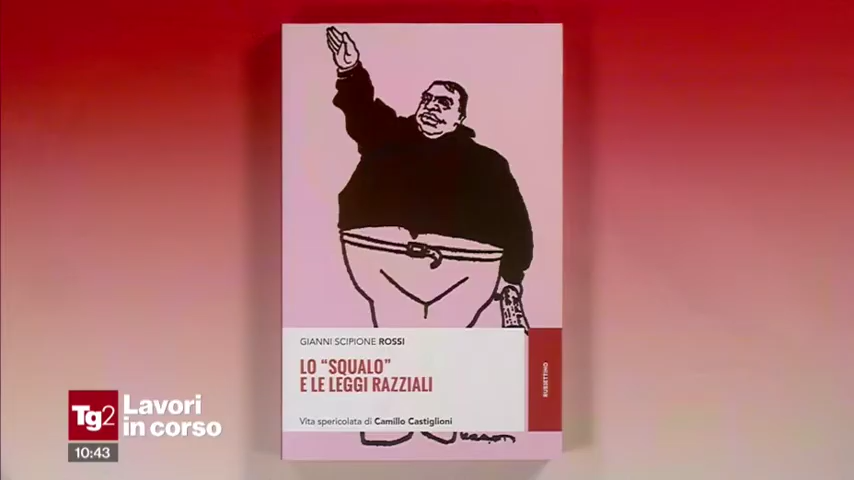 GIANNI SCIPIONE ROSSI
LO “SQUALO”
E LE LEGGI RAZZIALI
Vita spericolata di Camillo Castiglioni
RUBBETTINO
Tg2
Lavori
in corso
10:43